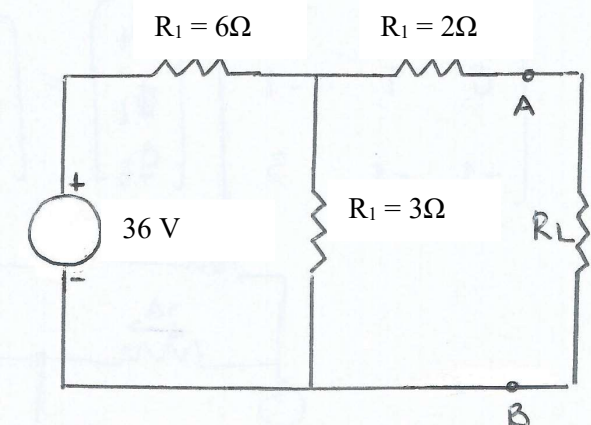 R₁ = 6Ω
R₁ = 2Ω
A
+
36 V
-
R₁ = 3Ω
RL
B